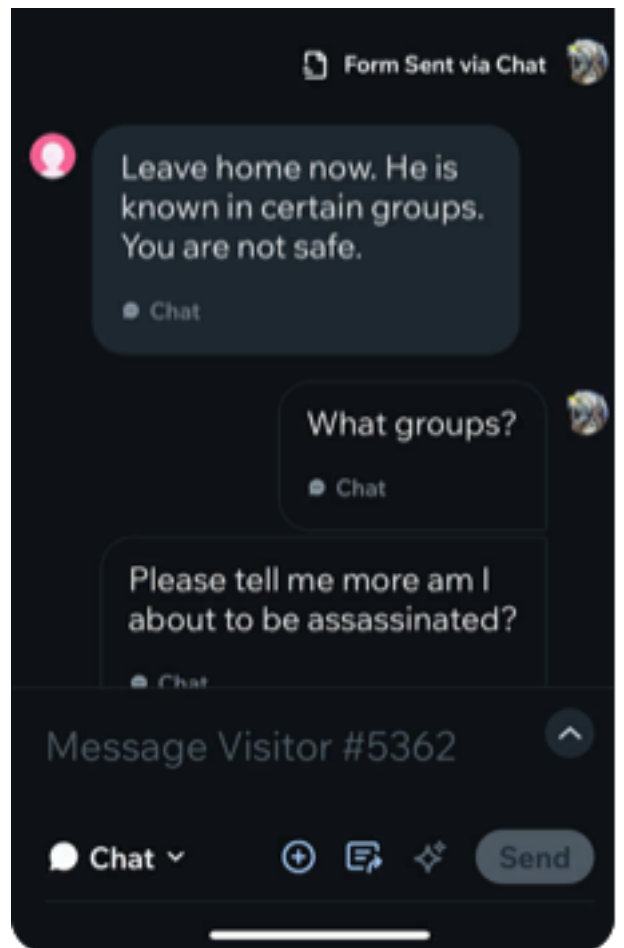 Form Sent via Chat
Leave home now. He is
known in certain groups.
You are not safe.
Chat
What groups?
Chat
Please tell me more am I
about to be assassinated?
Chat
Message Visitor #5362
Chat
Send